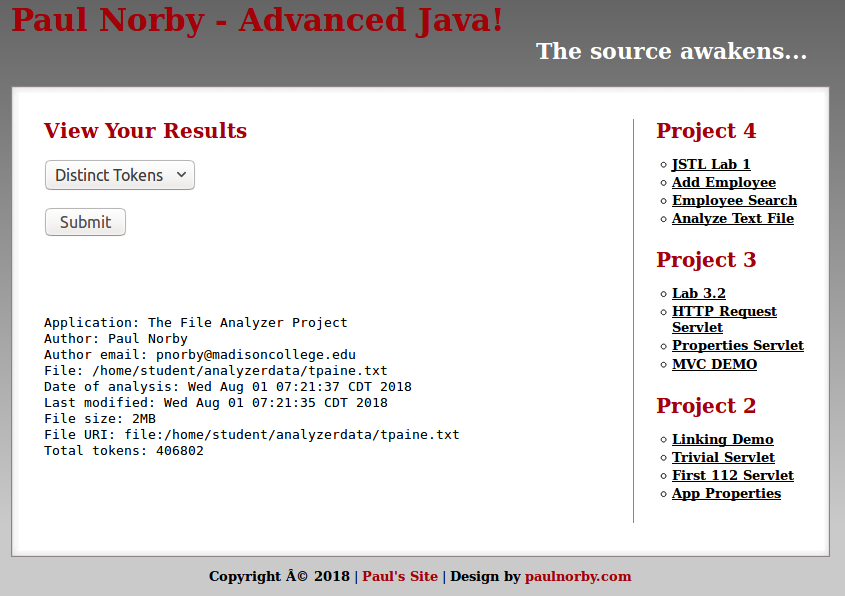 Paul Norby - Advanced Java!
The source awakens...
View Your Results
Distinct Tokens
Submit
Application: The File Analyzer Project
Author: Paul Norby
Author email: pnorby@madisoncollege.edu
File: /home/student/analyzerdata/tpaine.txt
Date of analysis: Wed Aug 01 07:21:37 CDT 2018
Last modified: Wed Aug 01 07:21:35 CDT 2018
File size: 2MB
File URI: file:/home/student/analyzerdata/tpaine.txt
Total tokens: 406802
Project 4
JSTL Lab 1
Add Employee
Employee Search
Analyze Text File
Project 3
Lab 3.2
HTTP Request
Servlet
Properties Servlet
MVC DEMO
Project 2
Linking Demo
Trivial Servlet
First 112 Servlet
App Properties
Copyright Â© 2018 | Paul's Site | Design by paulnorby.com